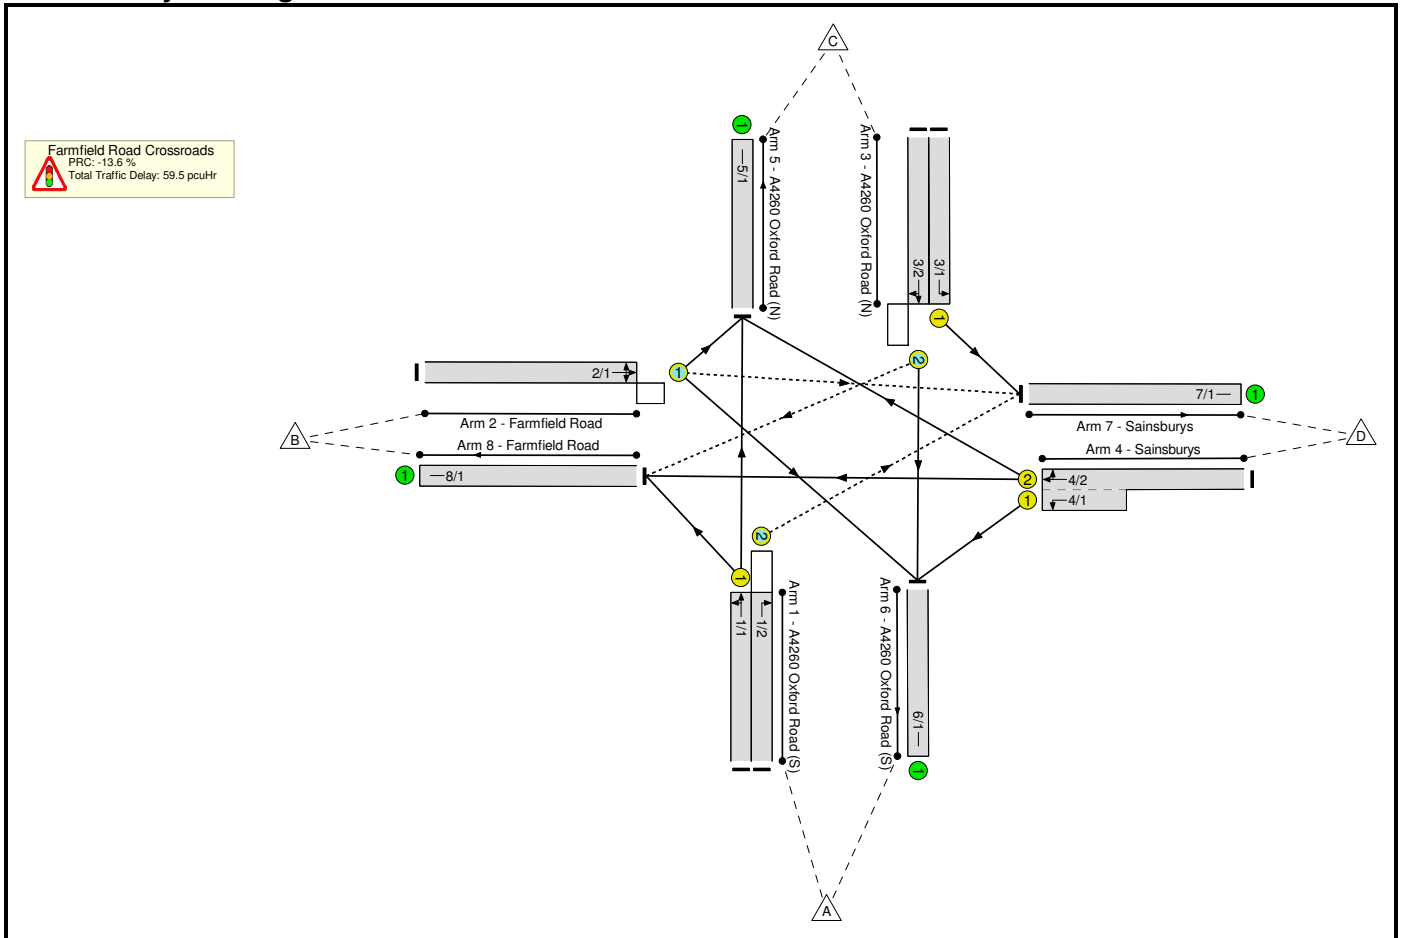 C
Farmfield Road Crossroads
PRC: -13.6 %
Total Traffic Delay: 59.5 pcuHr
1
5/1
Arm 5 - A4260 Oxford Road (N)
Arm 3 - A4260 Oxford Road (N)
3/2
3/1
1
2
2/1
1
7/1
1
Arm 2 - Farmfield Road
Arm 7 - Sainsburys
B
D
Arm 8 - Farmfield Road
Arm 4 - Sainsburys
1
8/1
2
4/2
1
4/1
2
1
1/1
1/2
Arm 1 - A4260 Oxford Road (S)
Arm 6 - A4260 Oxford Road (S)
6/1
1
A